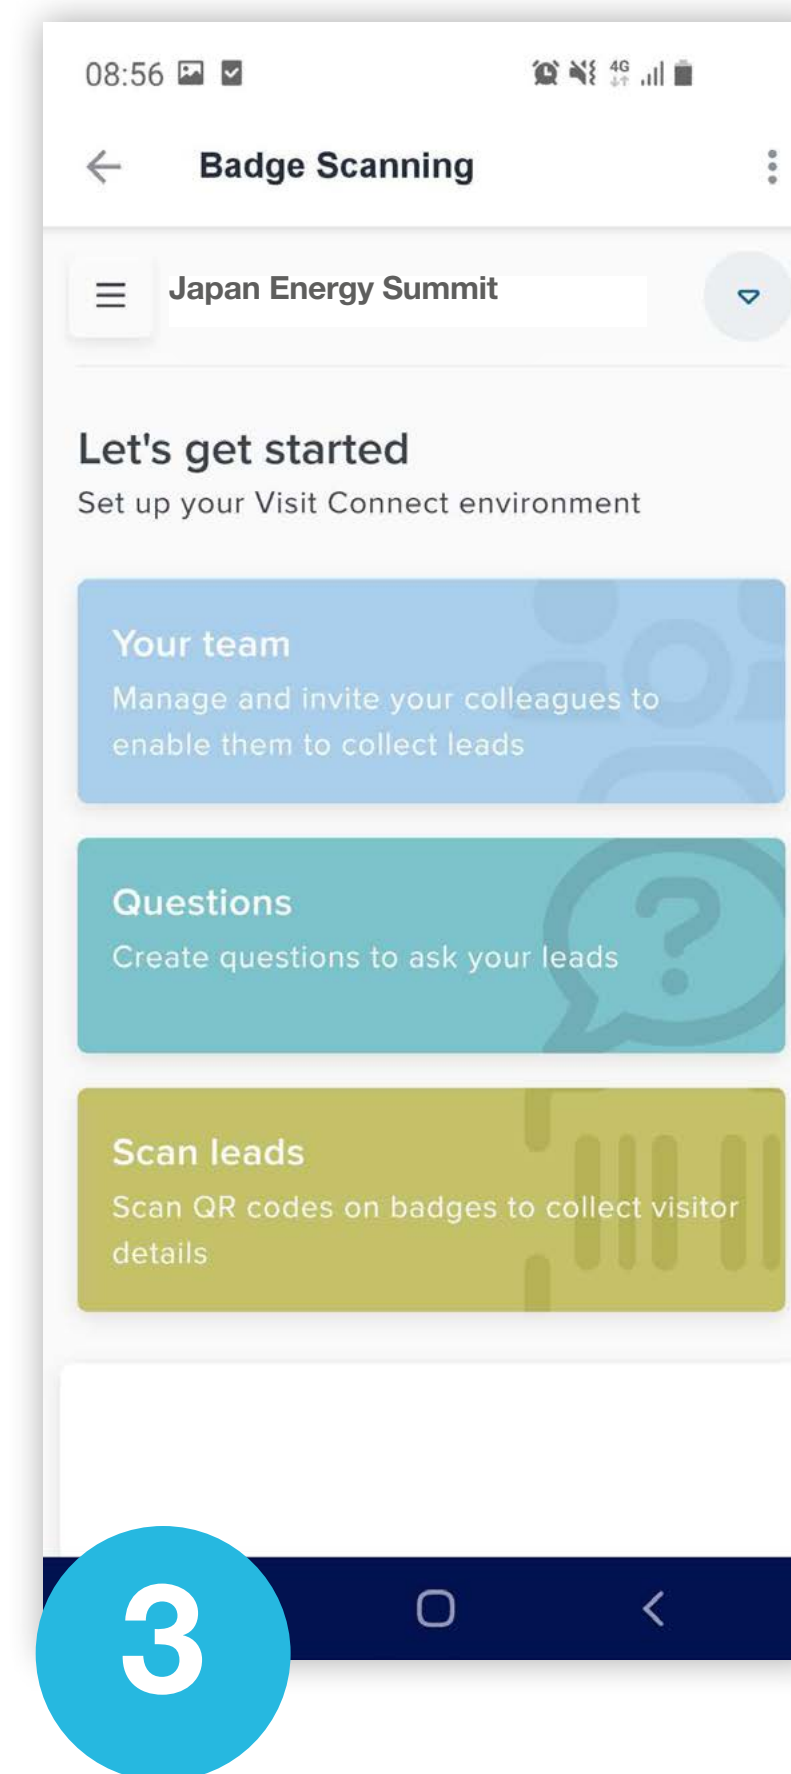 08:56
4G
Badge Scanning
Japan Energy Summit
Let's get started
Set up your Visit Connect environment
Your team
Manage and invite your colleagues to
enable them to collect leads
Questions
Create questions to ask your leads
?
Scan leads
Scan QR codes on badges to collect visitor
details
3